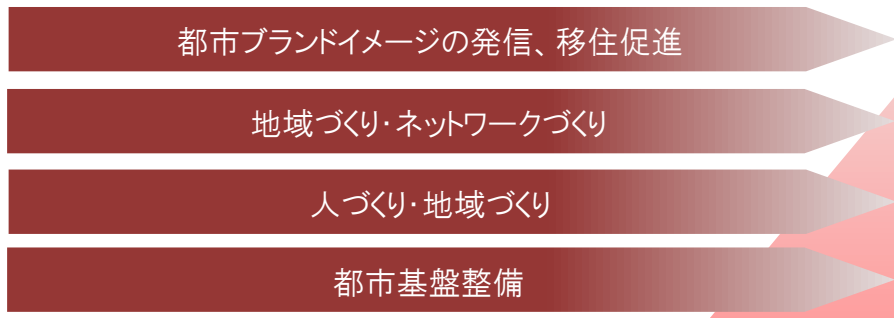 都市ブランドイメージの発信、移住促進
地域づくり・ネットワークづくり
人づくり・地域づくり
都市基盤整備